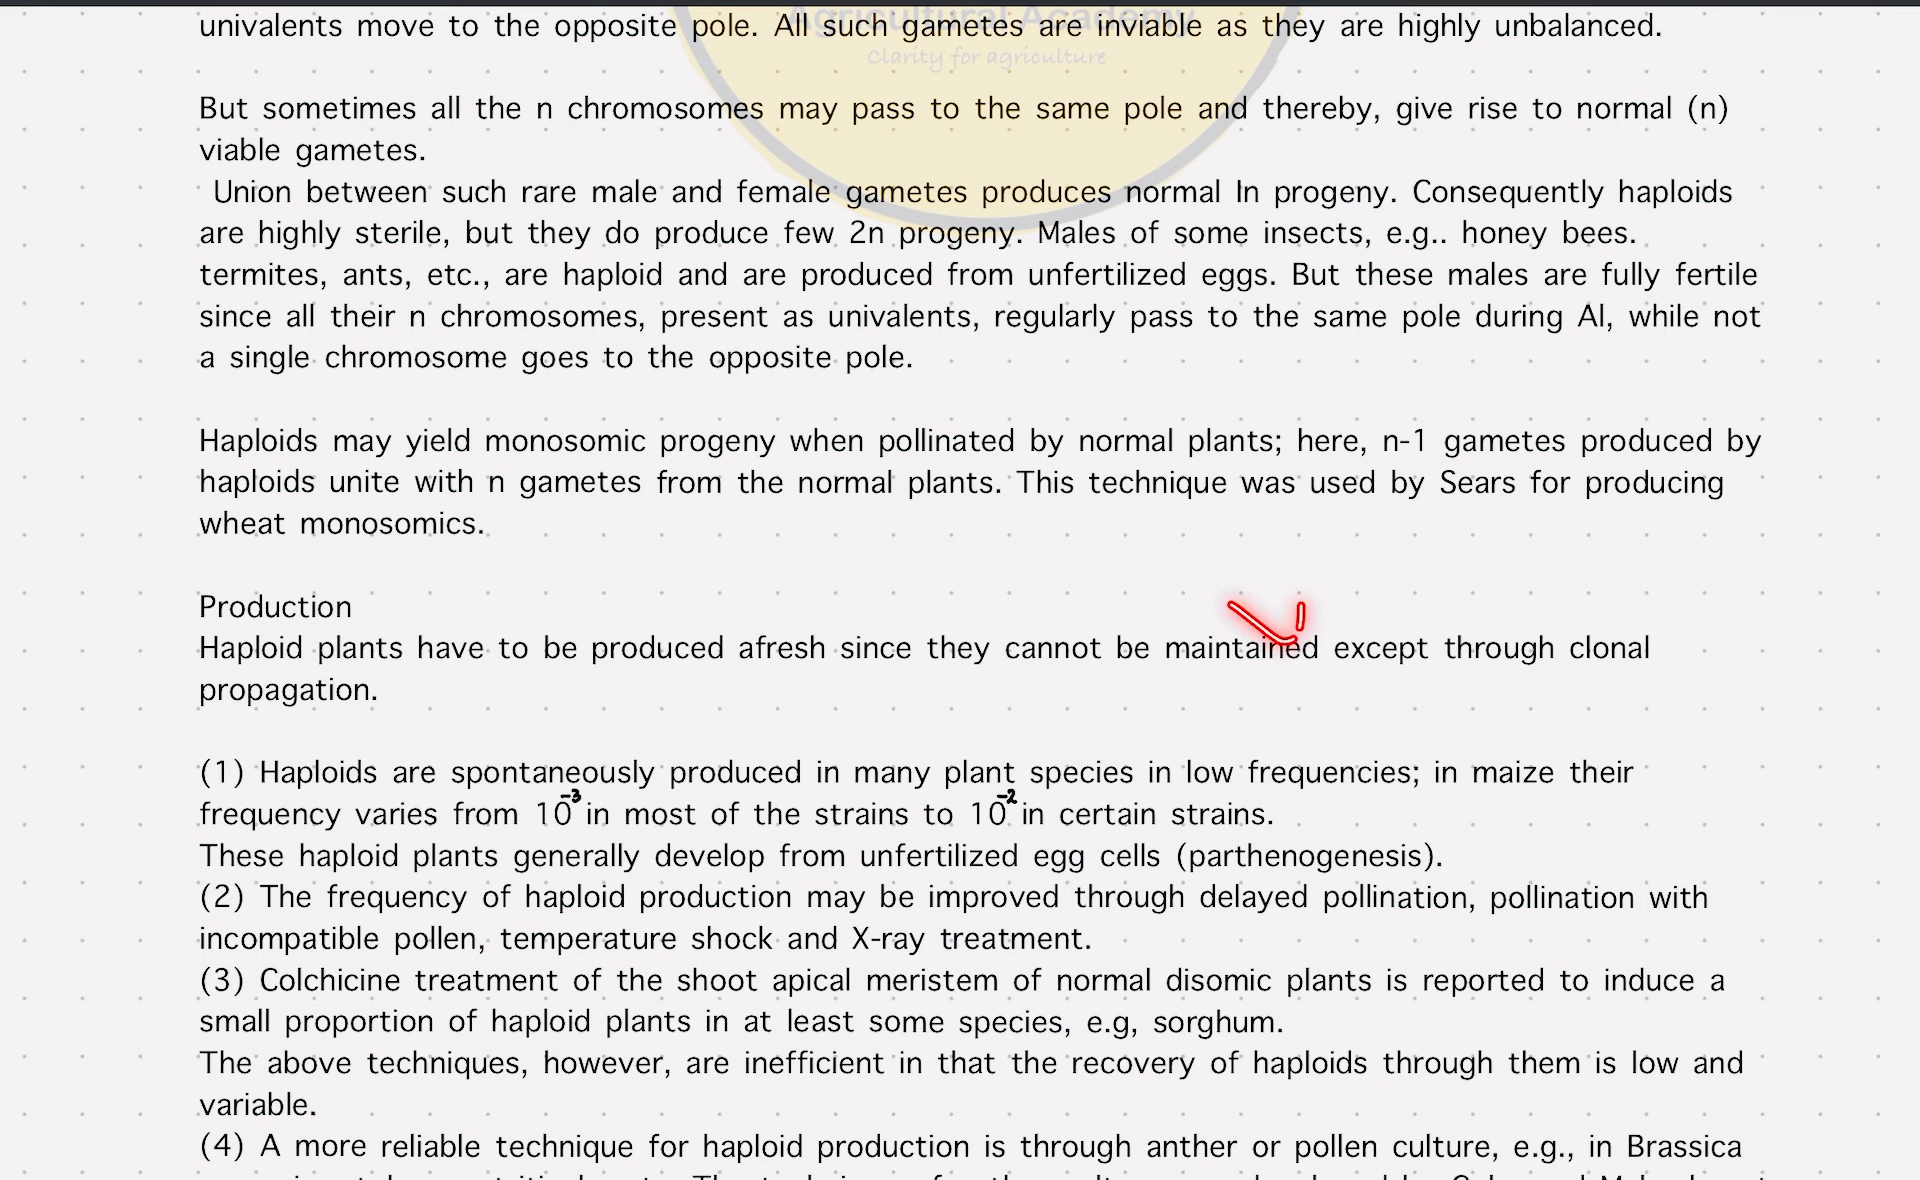 Agricultural Academy
univalents move to the opposite pole. All such gametes are inviable as they are highly unbalanced.
Clarity for agriculture
But sometimes all the n chromosomes may pass to the same pole and thereby, give rise to normal (n)
viable gametes.
Union between such rare male and female gametes produces normal In progeny. Consequently haploids
are highly sterile, but they do produce few 2n progeny. Males of some insects, e.g.. honey bees.
termites, ants, etc., are haploid and are produced from unfertilized eggs. But these males are fully fertile
since all their n chromosomes, present as univalents, regularly pass to the same pole during Al, while not
a single chromosome goes to the opposite pole.
Haploids may yield monosomic progeny when pollinated by normal plants; here, n-1 gametes produced by
haploids unite with n gametes from the normal plants. This technique was used by Sears for producing
wheat monosomics.
Production
Haploid plants have to be produced afresh since they cannot be maintained except through clonal
propagation.
(1) Haploids are spontaneously produced in many plant species in low frequencies; in maize their
frequency varies from 10⁻³ in most of the strains to 10⁻² in certain strains.
These haploid plants generally develop from unfertilized egg cells (parthenogenesis).
(2) The frequency of haploid production may be improved through delayed pollination, pollination with
incompatible pollen, temperature shock and X-ray treatment.
(3) Colchicine treatment of the shoot apical meristem of normal disomic plants is reported to induce a
small proportion of haploid plants in at least some species, e.g, sorghum.
The above techniques, however, are inefficient in that the recovery of haploids through them is low and
variable.
(4) A more reliable technique for haploid production is through anther or pollen culture, e.g., in Brassica